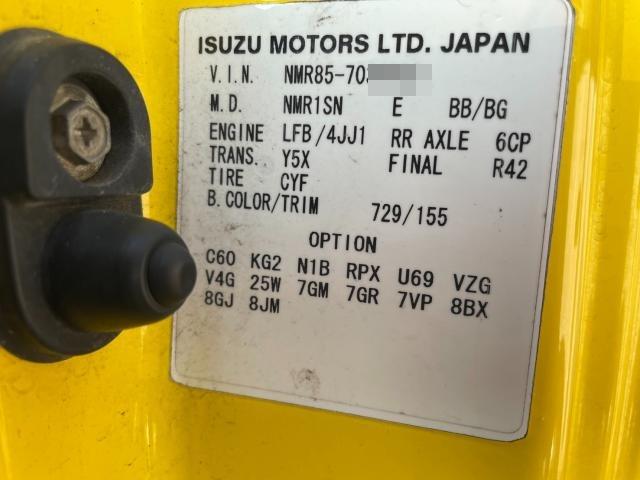 ISUZU MOTORS LTD. JAPAN
V.I.N. NMR85-70
M.D. NMR1SN E BB/BG
ENGINE LFB/4JJ1 RR AXLE 6CP
TRANS. Y5X FINAL R42
TIRE CYF
B.COLOR/TRIM 729/155
OPTION
C60 KG2 N1B RPX U69 VZG
V4G 25W 7GM 7GR 7VP 8BX
8GJ 8JM